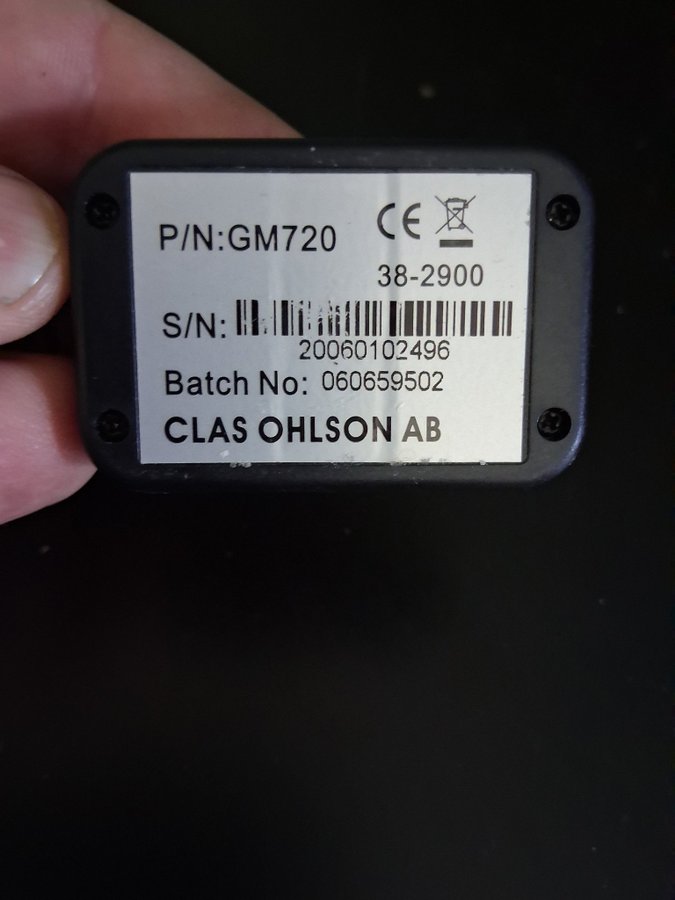 P/N:GM720 CE
38-2900
S/N:
20060102496
Batch No: 060659502
CLAS OHLSON AB